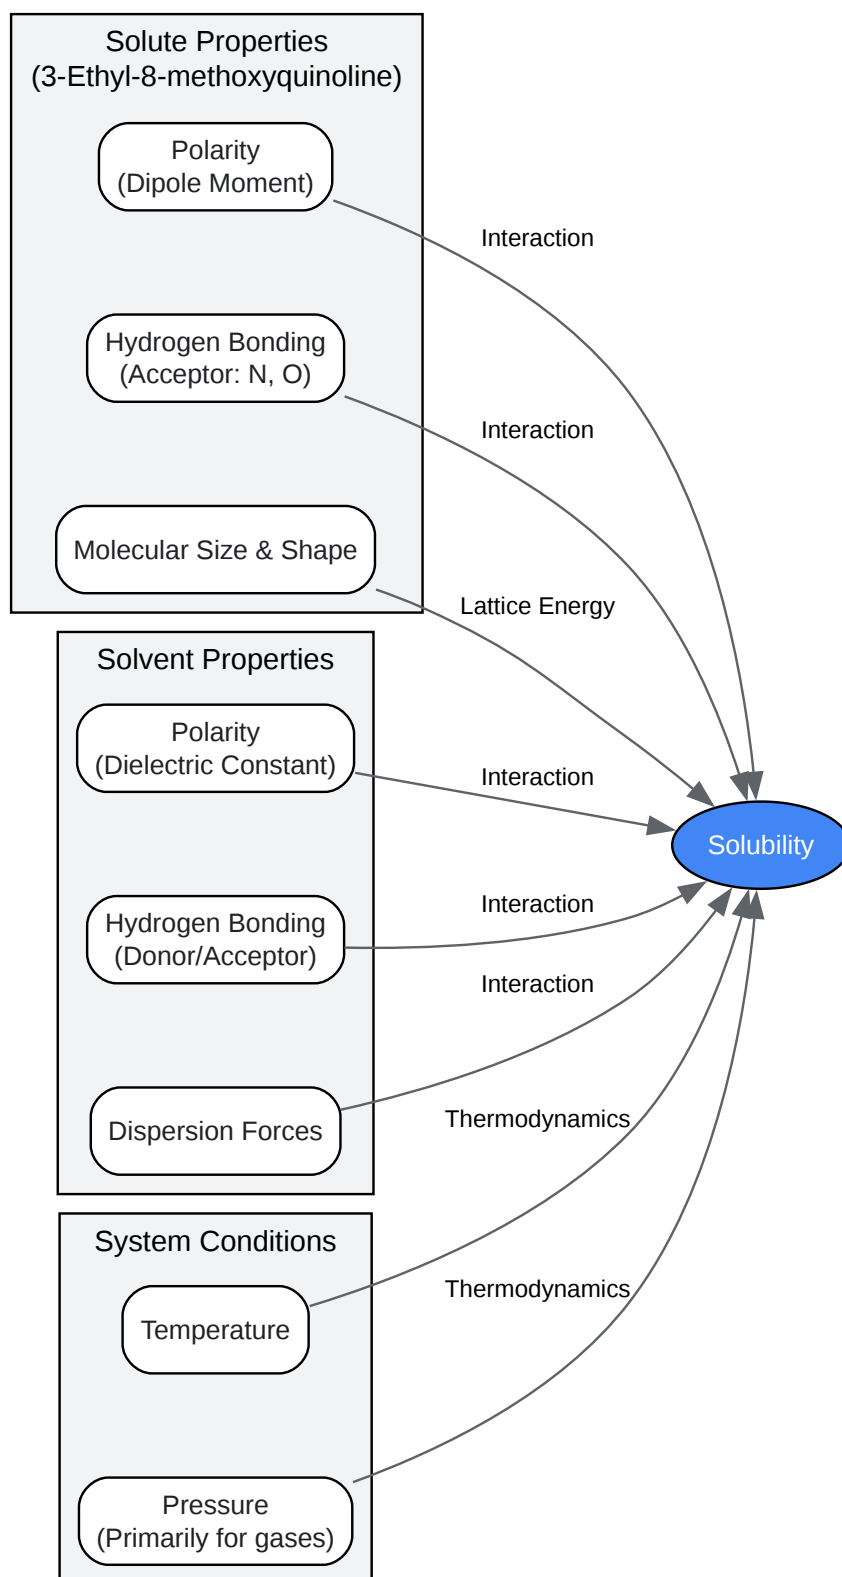 Solute Properties
(3-Ethyl-8-methoxyquinoline)
Polarity
(Dipole Moment)
Interaction
Hydrogen Bonding
(Acceptor: N, O)
Interaction
Molecular Size & Shape
Lattice Energy
Solvent Properties
Polarity
(Dielectric Constant)
Interaction
Solubility
Hydrogen Bonding
(Donor/Acceptor)
Interaction
Interaction
Dispersion Forces
Thermodynamics
System Conditions
Temperature
Thermodynamics
Pressure
(Primarily for gases)